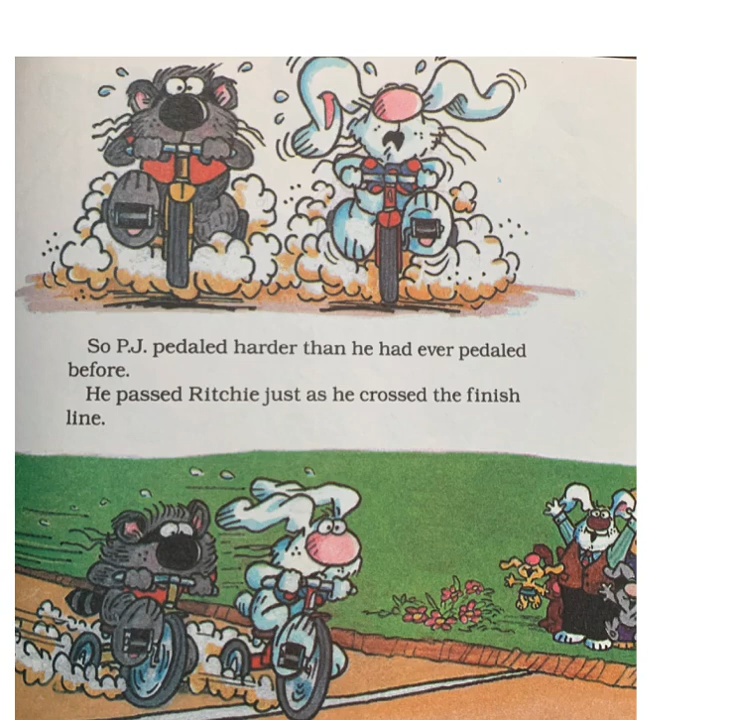 So P.J. pedaled harder than he had ever pedaled
before.
He passed Ritchie just as he crossed the finish
line.